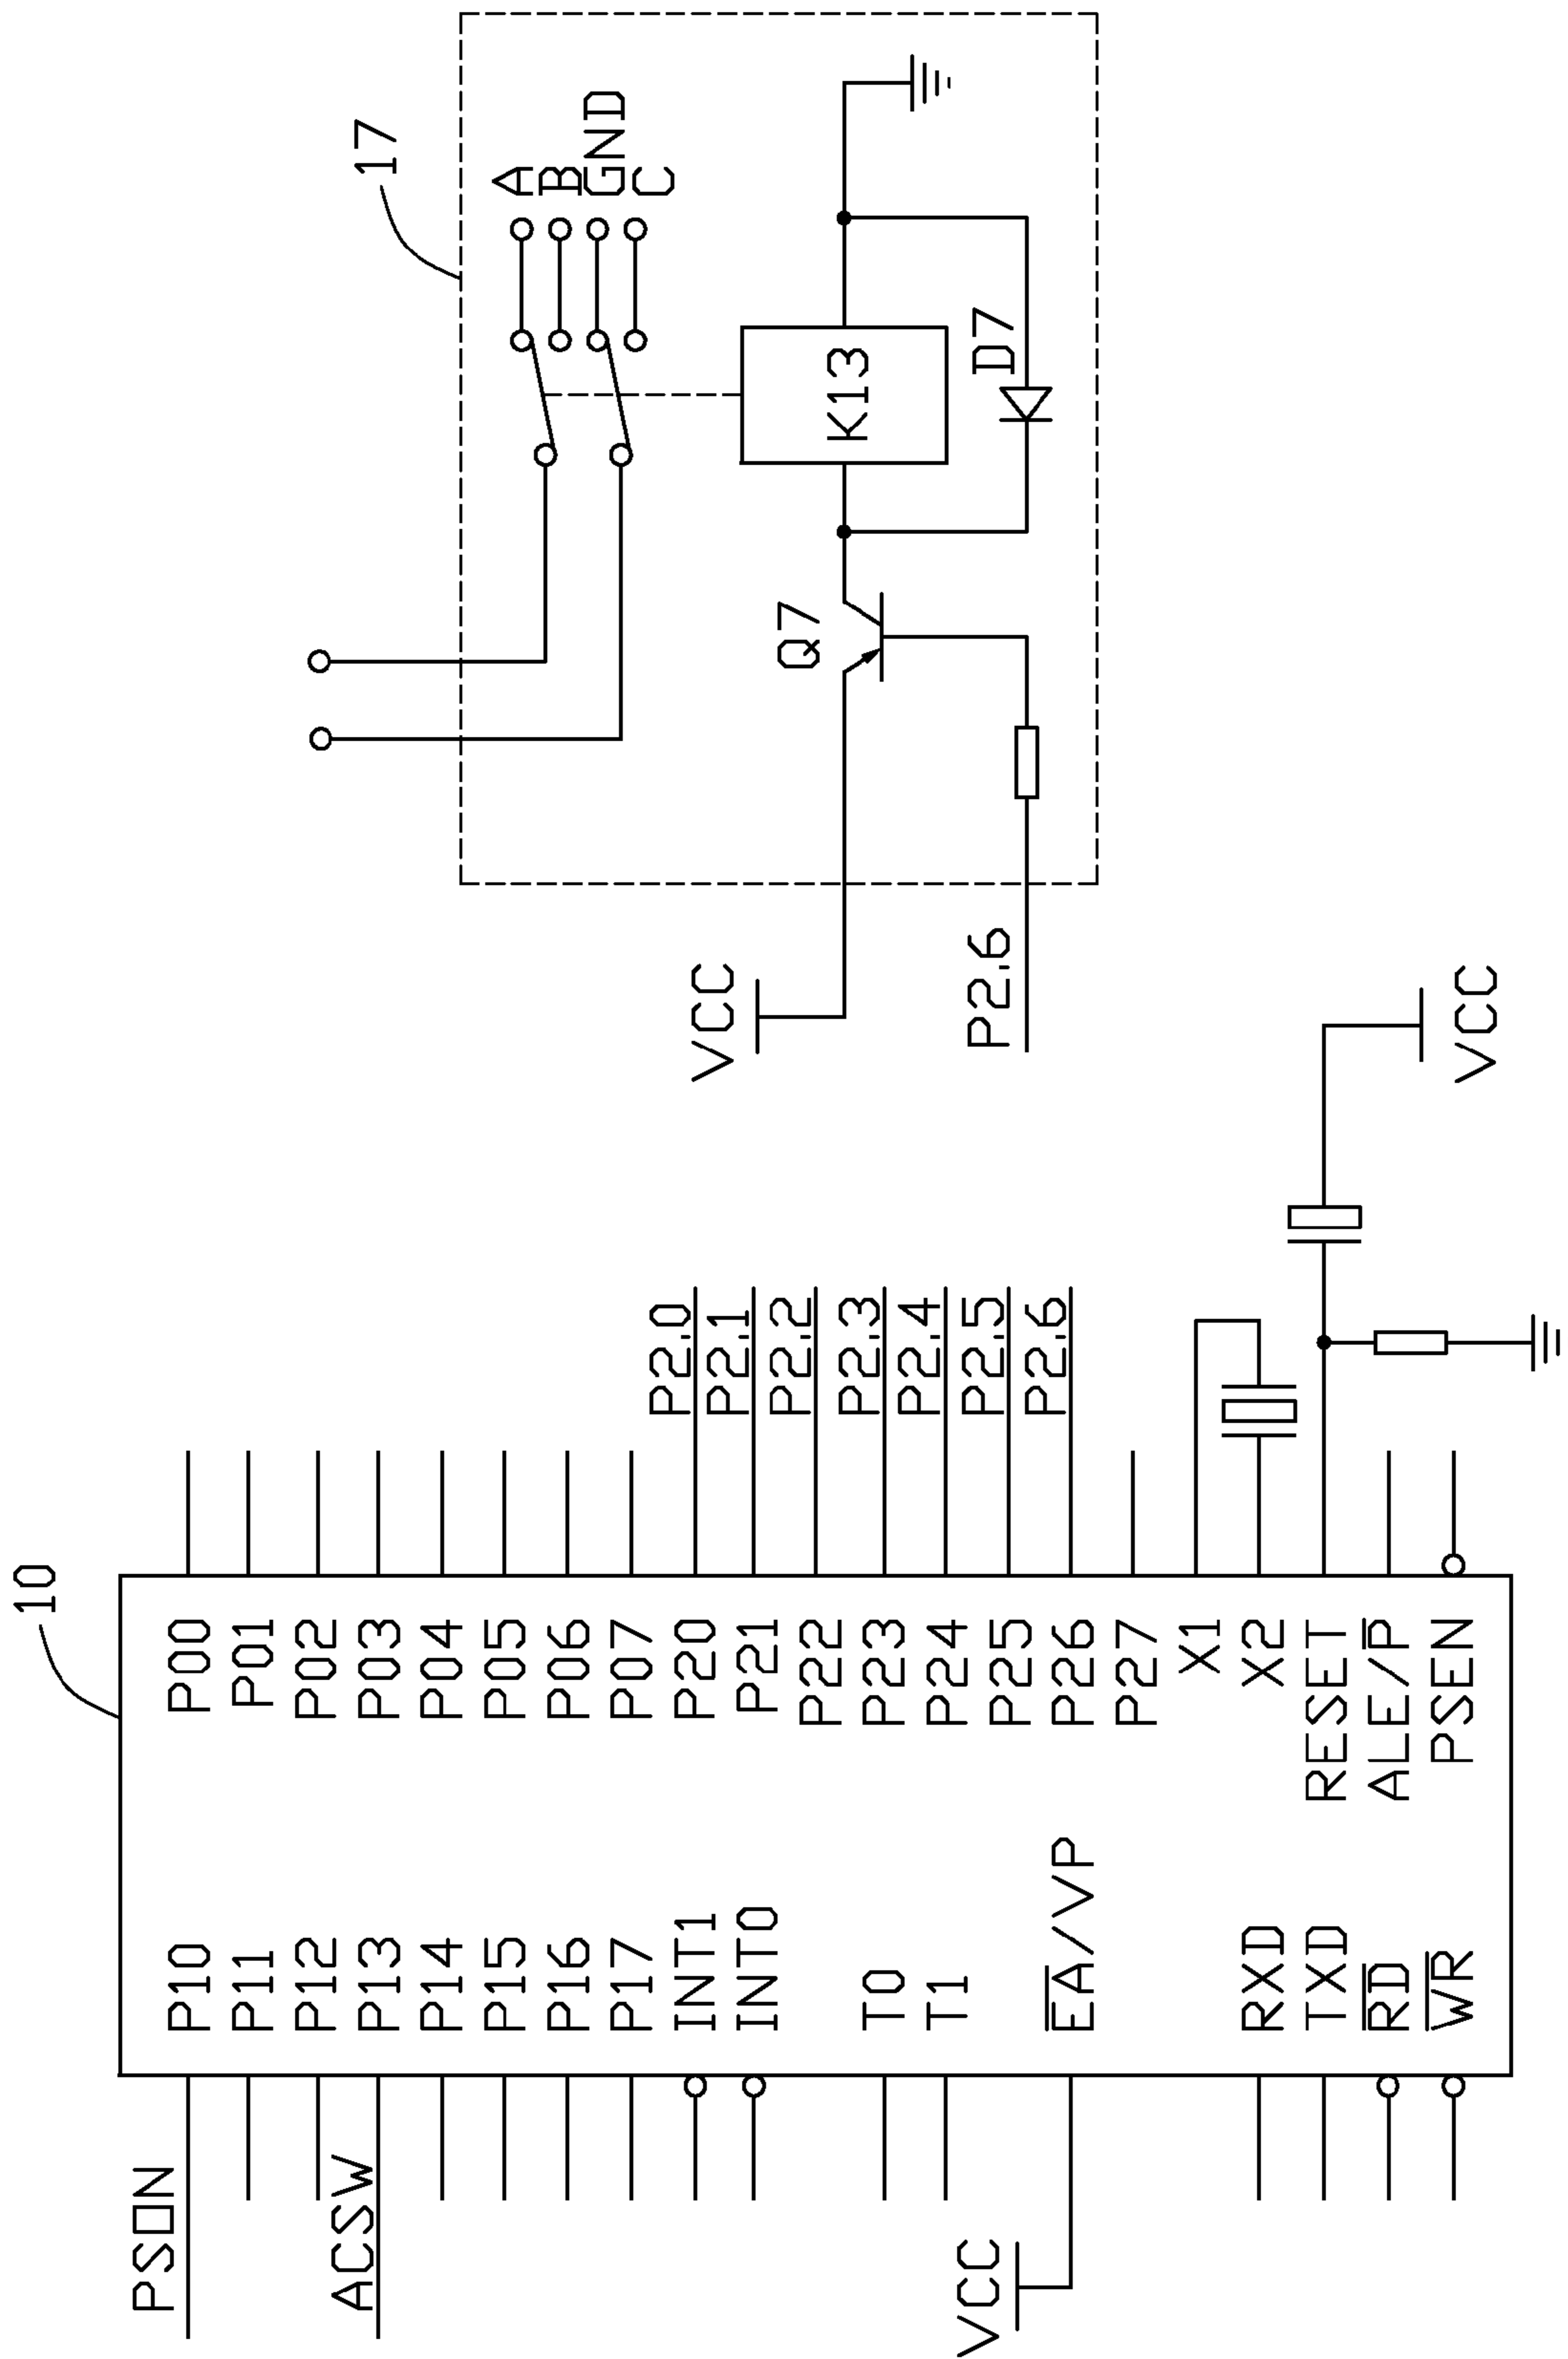 10
PSON
ACSW
VCC
P10
P11
P12
P13
P14
P15
P16
P17
INT1
INT0
T0
T1
E̅A̅/VP
RXD
TXD
R̅D̅
W̅R̅
P00
P01
P02
P03
P04
P05
P06
P07
P20
P21
P22
P23
P24
P25
P26
P27
X1
X2
RESET
ALE/P̅
PSEN
P2.0
P2.1
P2.2
P2.3
P2.4
P2.5
P2.6
VCC
17
A
B
GND
C
K13
D7
Q7
VCC
P2.6